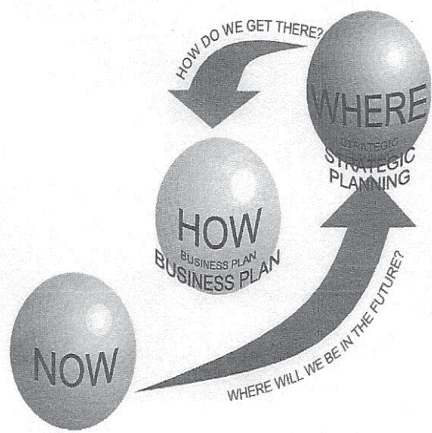 HOW DO WE GET THERE?
WHERE
STRATEGIC
STRATEGIC
PLANNING
HOW
BUSINESS PLAN
BUSINESS PLAN
NOW
WHERE WILL WE BE IN THE FUTURE?